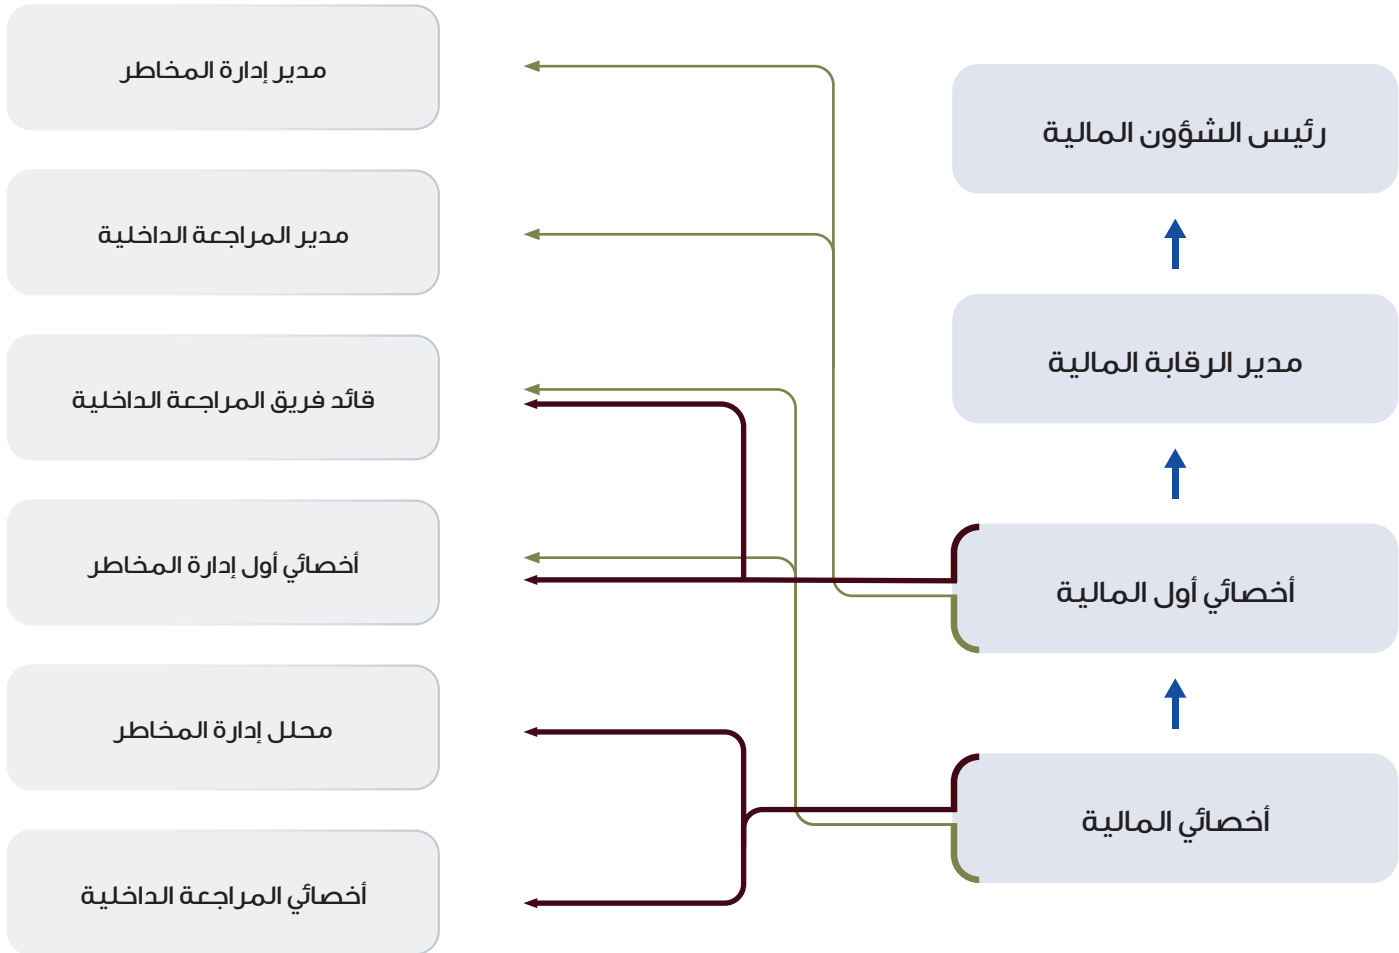 رئيس الشؤون المالية
مدير الرقابة المالية
أخصائي أول المالية
أخصائي المالية
مدير إدارة المخاطر
مدير المراجعة الداخلية
قائد فريق المراجعة الداخلية
أخصائي أول إدارة المخاطر
محلل إدارة المخاطر
أخصائي المراجعة الداخلية